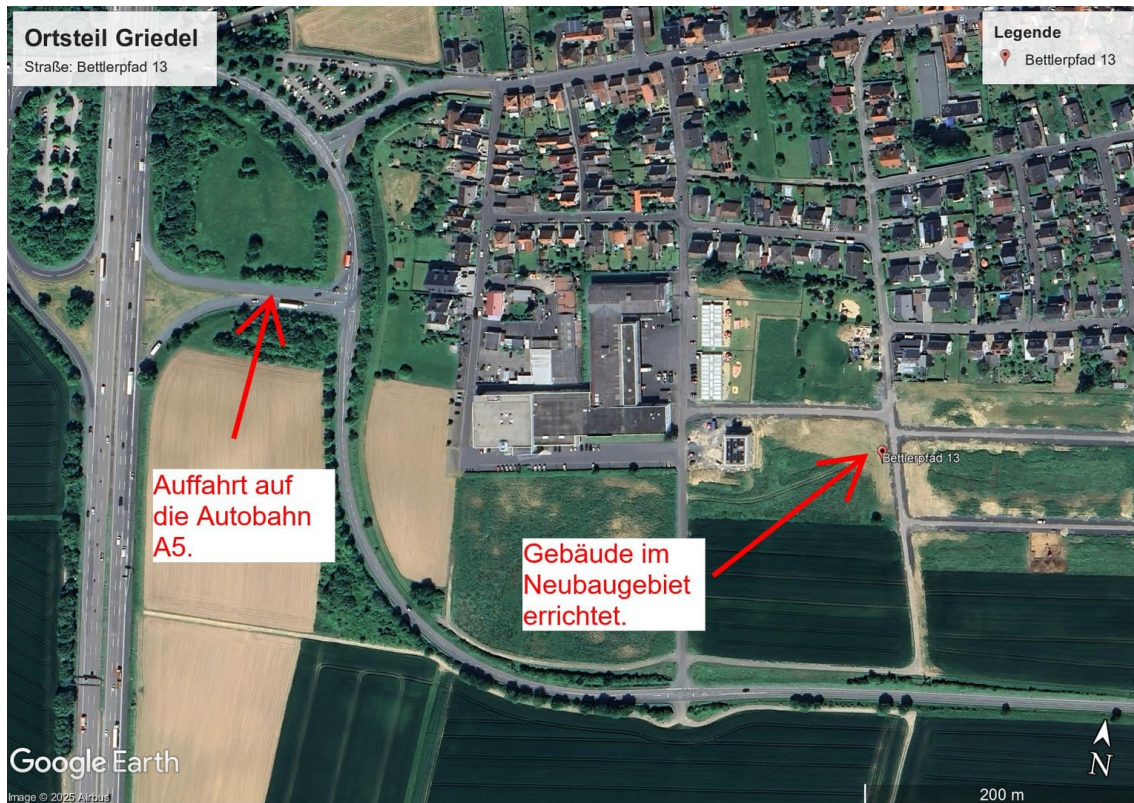 Ortsteil Griedel
Straße: Bettlerpfad 13
Legende
Bettlerpfad 13
Auffahrt auf
die Autobahn
A5.
Bettlerpfad 13
Gebäude im
Neubaugebiet
errichtet.
Google Earth
Image © 2025 Airbus
N
200 m